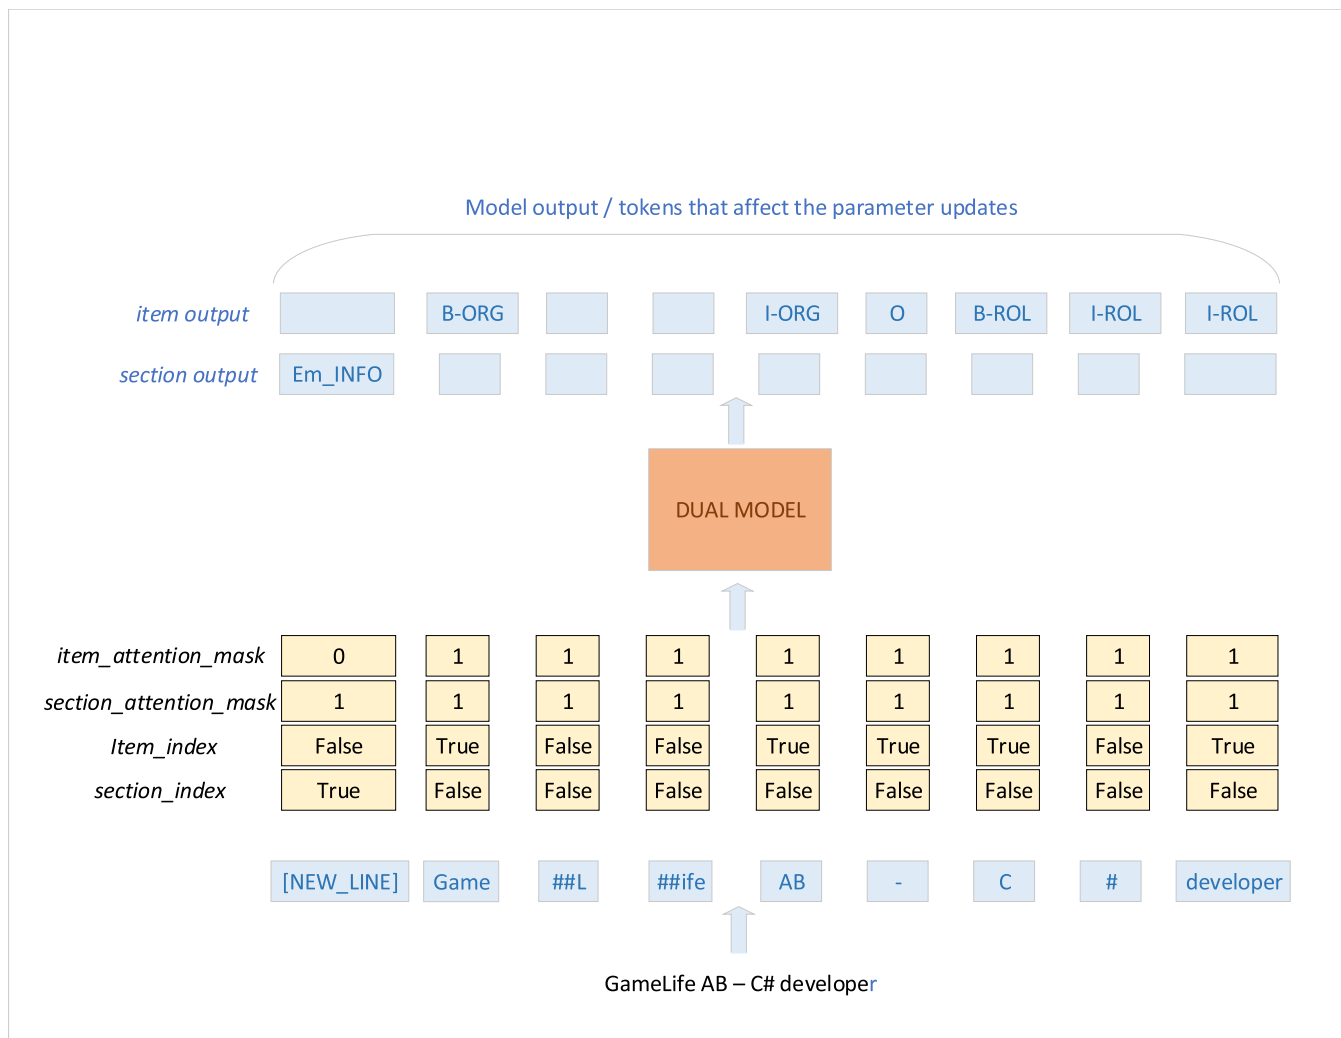 Model output / tokens that affect the parameter updates
item output B-ORG I-ORG O B-ROL I-ROL I-ROL
section output Em_INFO
DUAL MODEL
item_attention_mask 0 1 1 1 1 1 1 1 1
section_attention_mask 1 1 1 1 1 1 1 1 1
Item_index False True False False True True True False True
section_index True False False False False False False False False
[NEW_LINE] Game ##L ##ife AB - C # developer
GameLife AB – C# developer